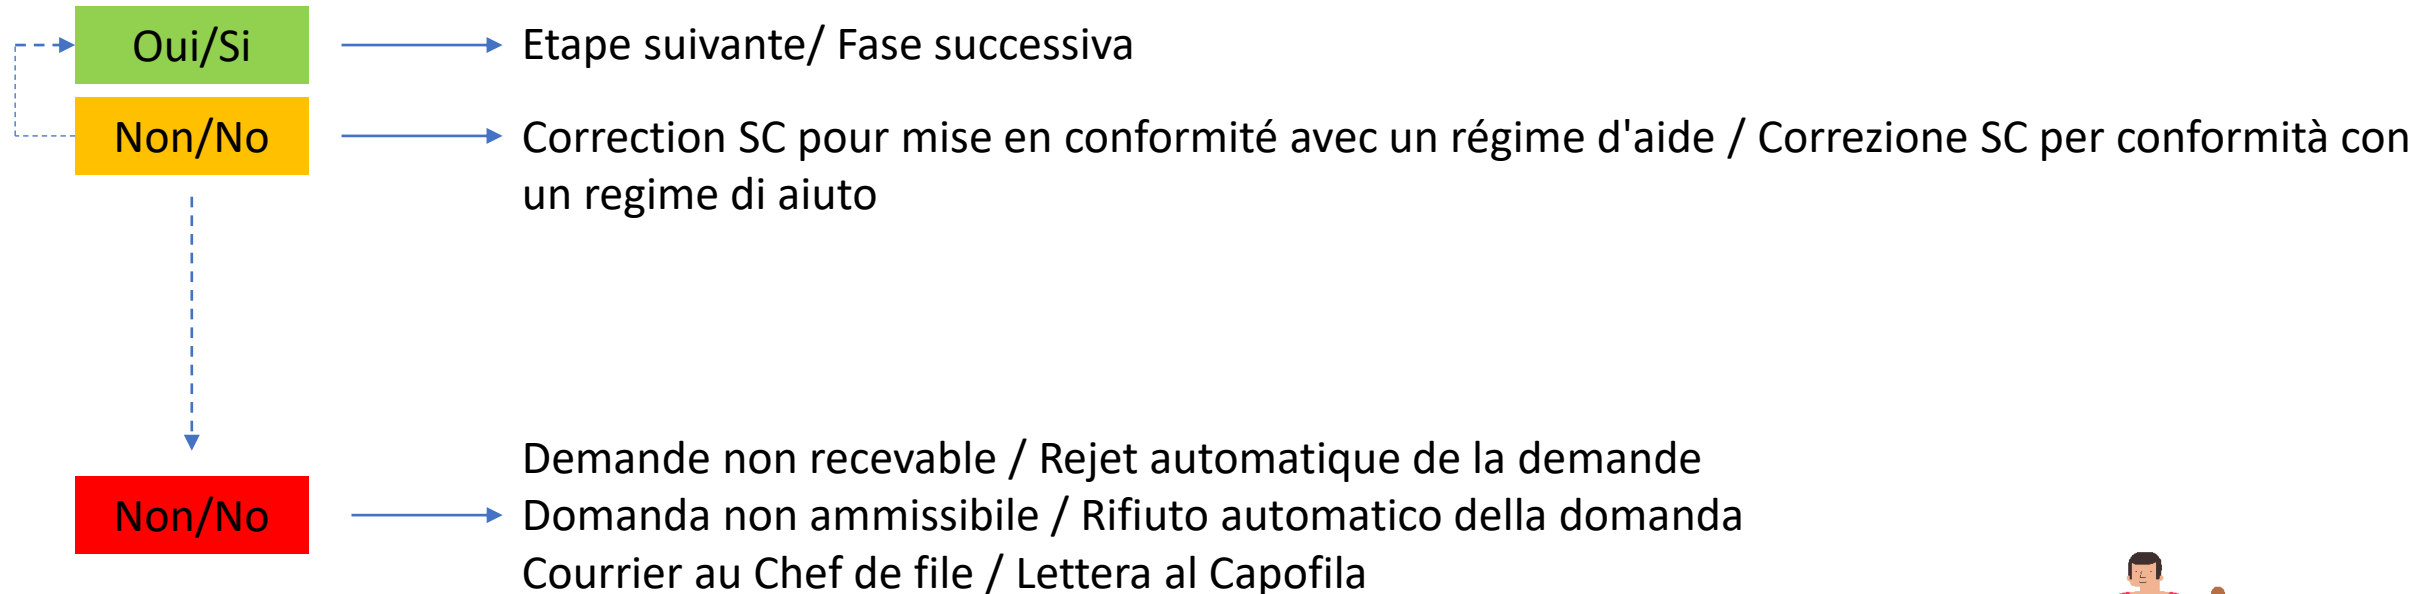 Oui/Si
Etape suivante/ Fase successiva
Non/No
Correction SC pour mise en conformité avec un régime d'aide / Correzione SC per conformità con
un regime di aiuto
Non/No
Demande non recevable / Rejet automatique de la demande
Domanda non ammissibile / Rifiuto automatico della domanda
Courrier au Chef de file / Lettera al Capofila